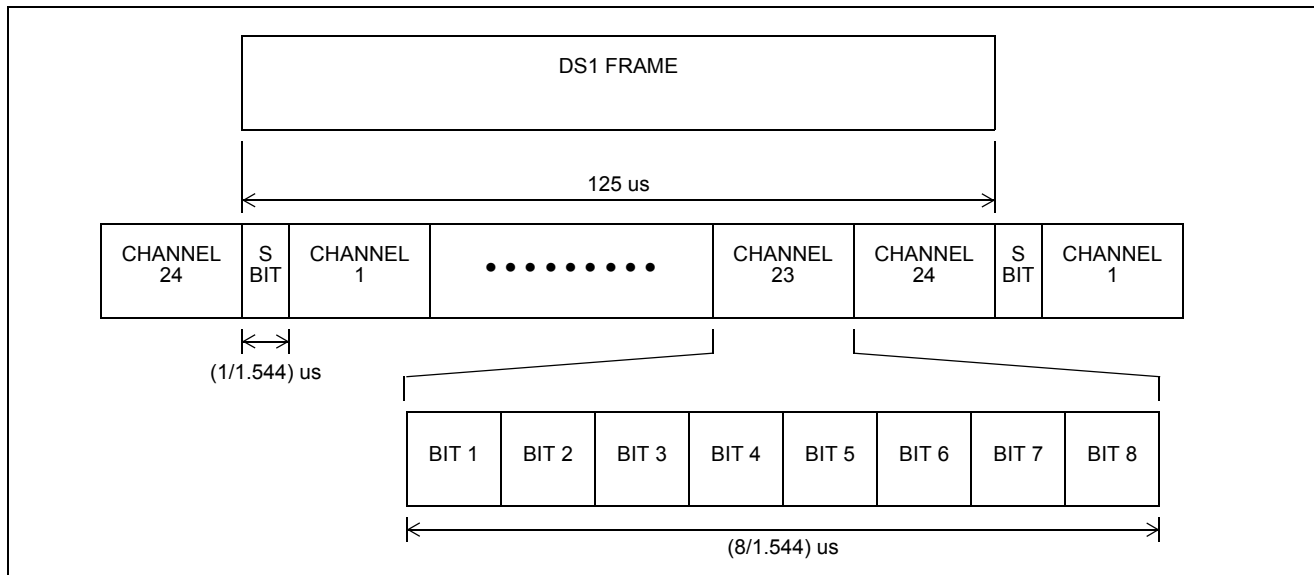 DS1 FRAME
125 us
CHANNEL
24
S
BIT
CHANNEL
1
CHANNEL
23
CHANNEL
24
S
BIT
CHANNEL
1
(1/1.544) us
BIT 1
BIT 2
BIT 3
BIT 4
BIT 5
BIT 6
BIT 7
BIT 8
(8/1.544) us